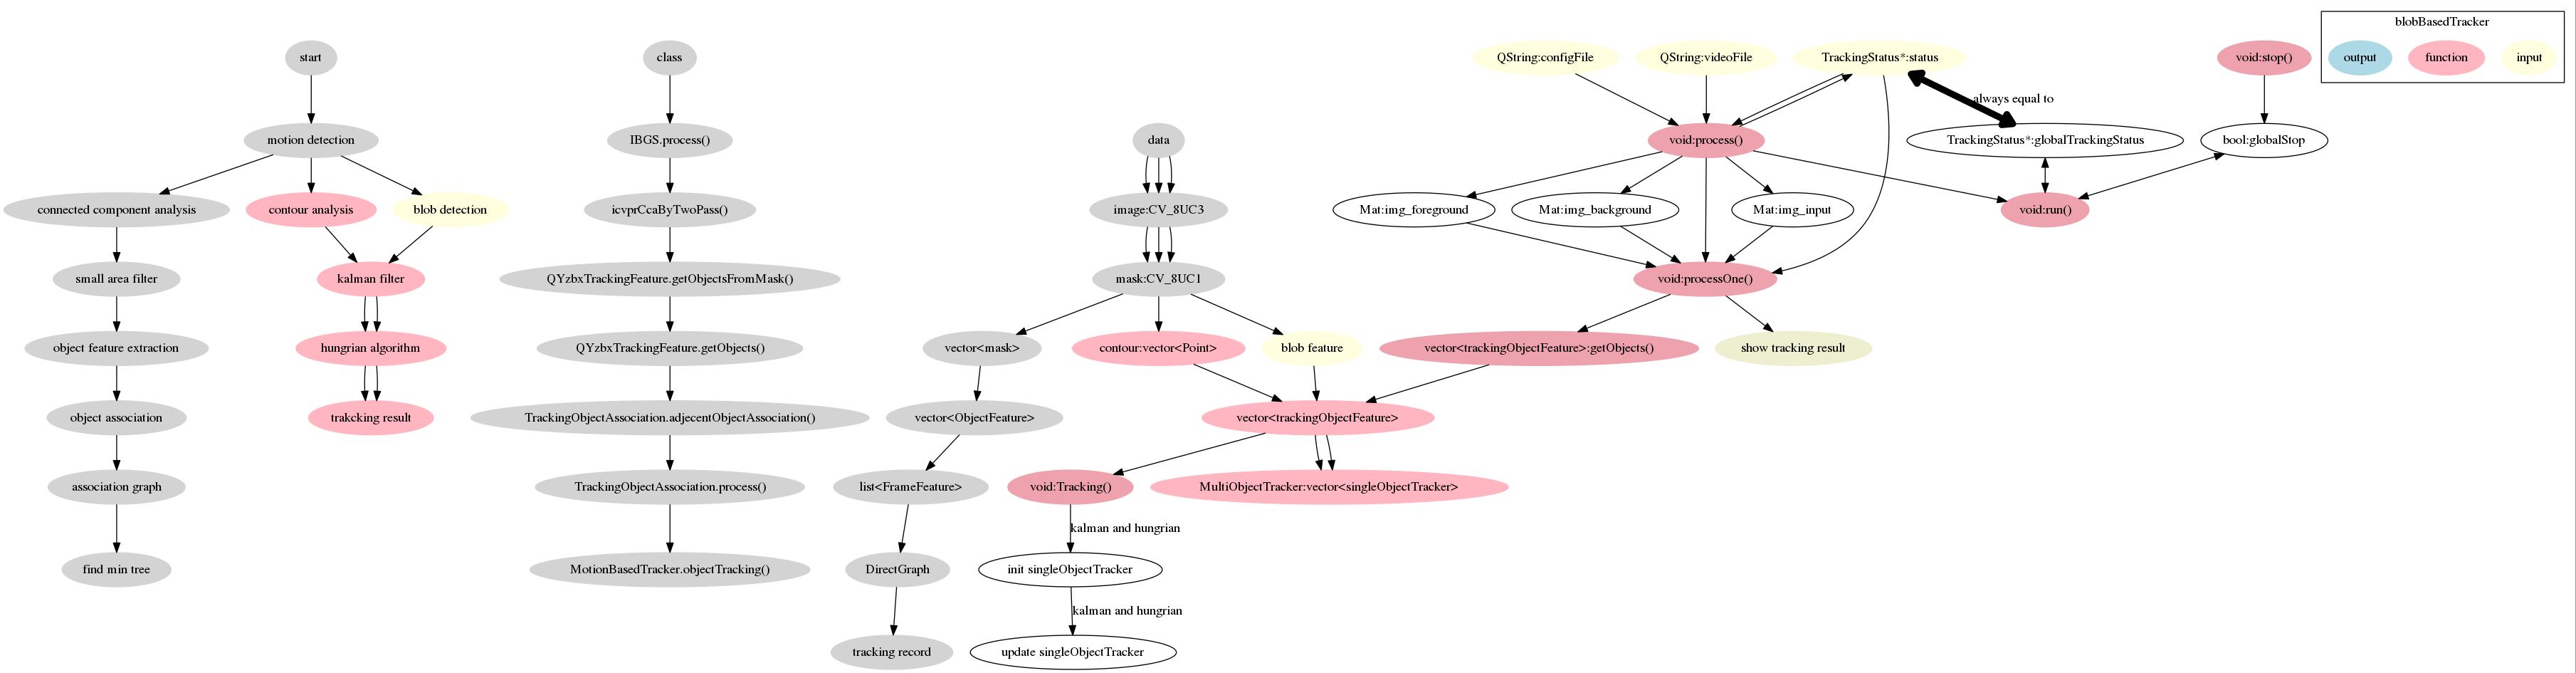 blobBasedTracker
start
class
QString:configFile
QString:videoFile
TrackingStatus*:status
void:stop()
output
function
input
always equal to
motion detection
IBGS.process()
data
void:process()
TrackingStatus*:globalTrackingStatus
bool:globalStop
connected component analysis
contour analysis
blob detection
icvprCcaByTwoPass()
image:CV_8UC3
Mat:img_foreground
Mat:img_background
Mat:img_input
void:run()
small area filter
kalman filter
QYzbxTrackingFeature.getObjectsFromMask()
mask:CV_8UC1
void:processOne()
object feature extraction
hungrian algorithm
QYzbxTrackingFeature.getObjects()
vector<mask>
contour:vector<Point>
blob feature
vector<trackingObjectFeature>:getObjects()
show tracking result
object association
trakcking result
TrackingObjectAssociation.adjecentObjectAssociation()
vector<ObjectFeature>
vector<trackingObjectFeature>
association graph
TrackingObjectAssociation.process()
list<FrameFeature>
void:Tracking()
MultiObjectTracker:vector<singleObjectTracker>
kalman and hungrian
find min tree
MotionBasedTracker.objectTracking()
DirectGraph
init singleObjectTracker
kalman and hungrian
tracking record
update singleObjectTracker